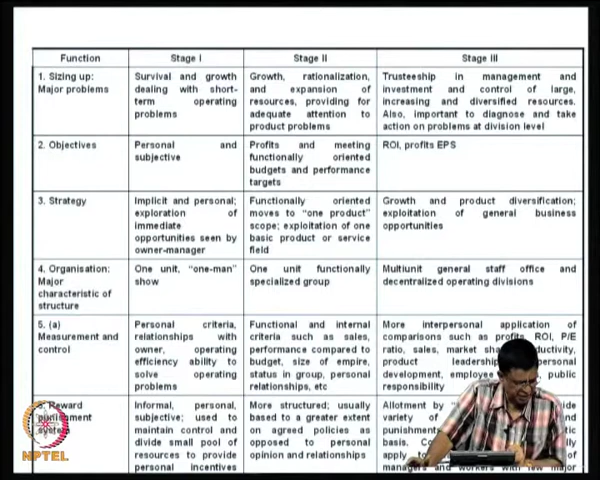 Function Stage I Stage II Stage III
1. Sizing up:
Major problems
Survival and growth
dealing with short-
term operating
problems
Growth, rationalization,
and expansion of
resources, providing for
adequate attention to
product problems
Trusteeship in management and
investment and control of large,
increasing and diversified resources.
Also, important to diagnose and take
action on problems at division level
2. Objectives
Personal and
subjective
Profits and meeting
functionally oriented
budgets and performance
targets
ROI, profits EPS
3. Strategy
Implicit and personal;
exploration of
immediate
opportunities seen by
owner-manager
Functionally oriented
moves to "one product"
scope; exploitation of one
basic product or service
field
Growth and product diversification;
exploitation of general business
opportunities
4. Organisation:
Major
characteristic of
structure
One unit, "one-man"
show
One unit functionally
specialized group
Multiunit general staff office and
decentralized operating divisions
5. (a)
Measurement and
control
Personal criteria,
relationships with
owner, operating
efficiency ability to
solve operating
problems
Functional and internal
criteria such as sales,
performance compared to
budget, size of empire,
status in group, personal
relationships, etc
More interpersonal application of
comparisons such as profits, ROI, P/E
ratio, sales, market
product leadership
development, employee public
responsibility
Reward
punishment
system
Informal, personal,
subjective; used to
maintain control and
divide small pool of
resources to provide
personal incentives
More structured; usually
based to a greater extent
on agreed policies as
opposed to personal
opinion and relationships
Allotment by
variety of and
punishments
basis.
apply to
managers and workers with few major
NPTEL